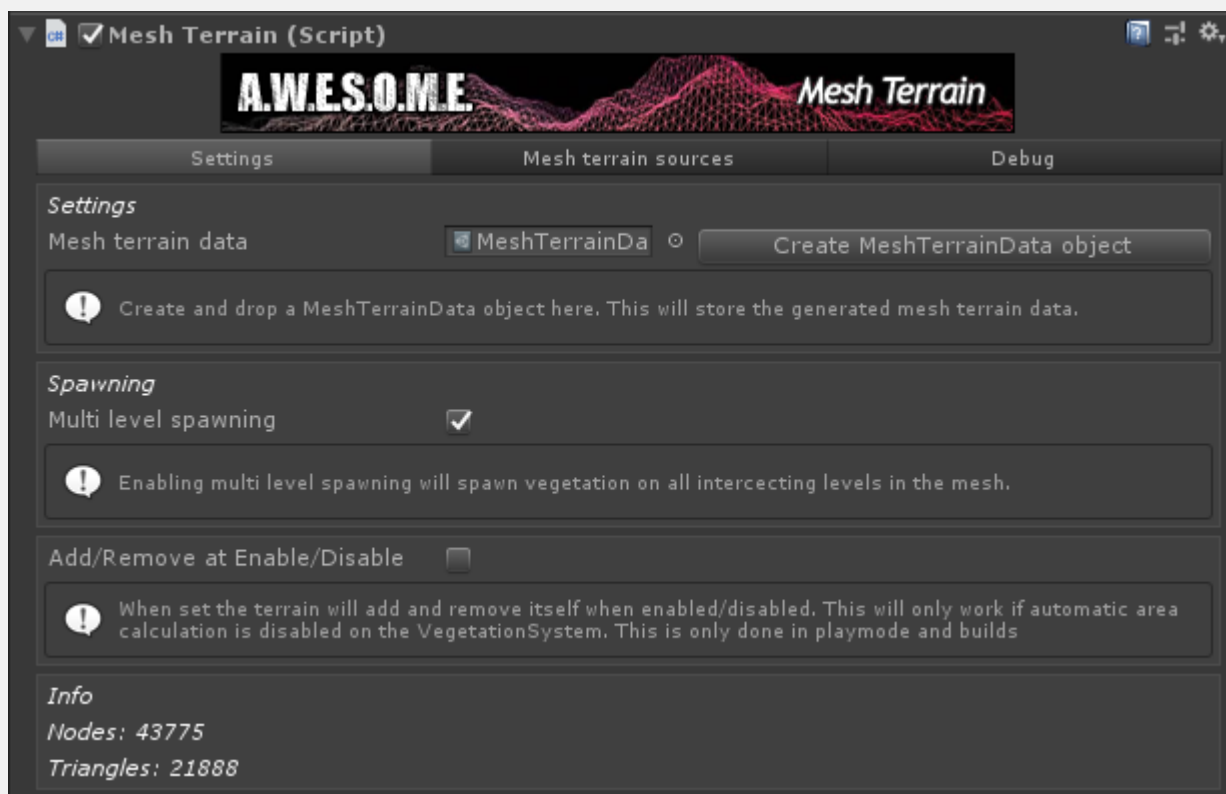 Mesh Terrain (Script)
A.W.E.S.O.M.E. Mesh Terrain
Settings Mesh terrain sources Debug
Settings
Mesh terrain data MeshTerrainDa Create MeshTerrainData object
Create and drop a MeshTerrainData object here. This will store the generated mesh terrain data.
Spawning
Multi level spawning
Enabling multi level spawning will spawn vegetation on all intercecting levels in the mesh.
Add/Remove at Enable/Disable
When set the terrain will add and remove itself when enabled/disabled. This will only work if automatic area
calculation is disabled on the VegetationSystem. This is only done in playmode and builds
Info
Nodes: 43775
Triangles: 21888